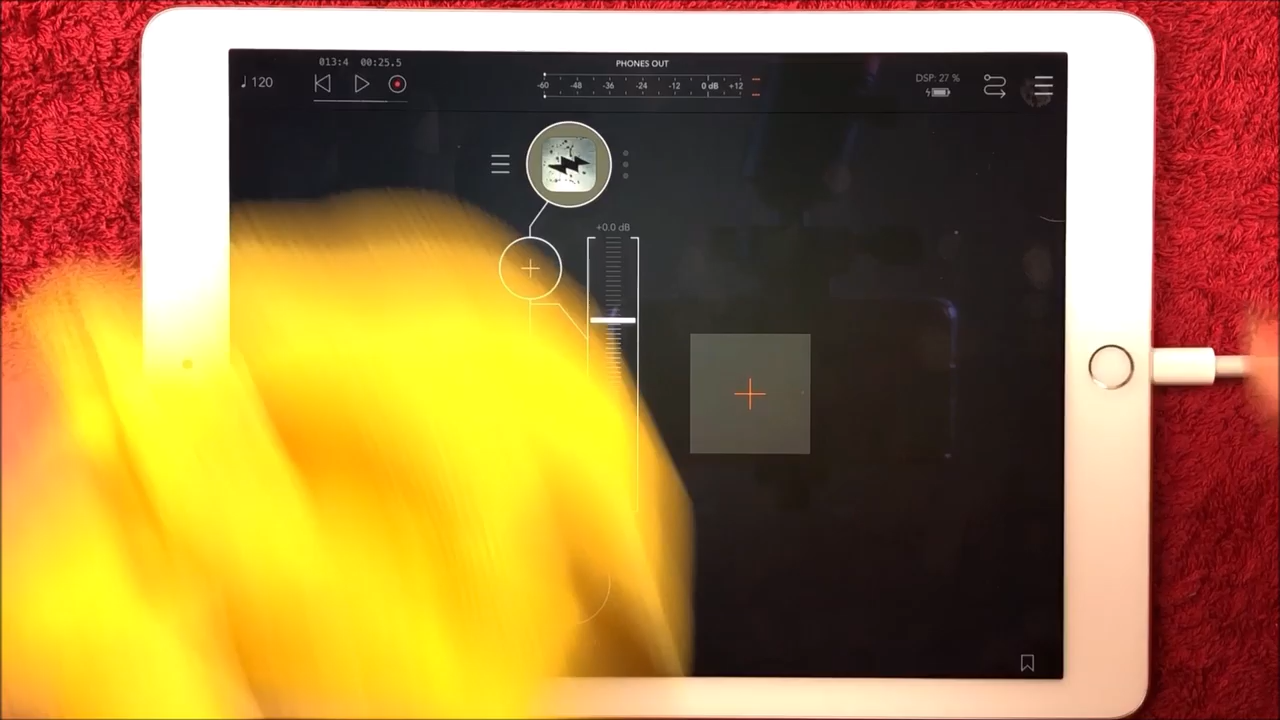 013:4 00:25.5
PHONES OUT
♩120
-60 -48 -36 -24 -12 0 dB +12
DSP: 27 %
+0.0 dB